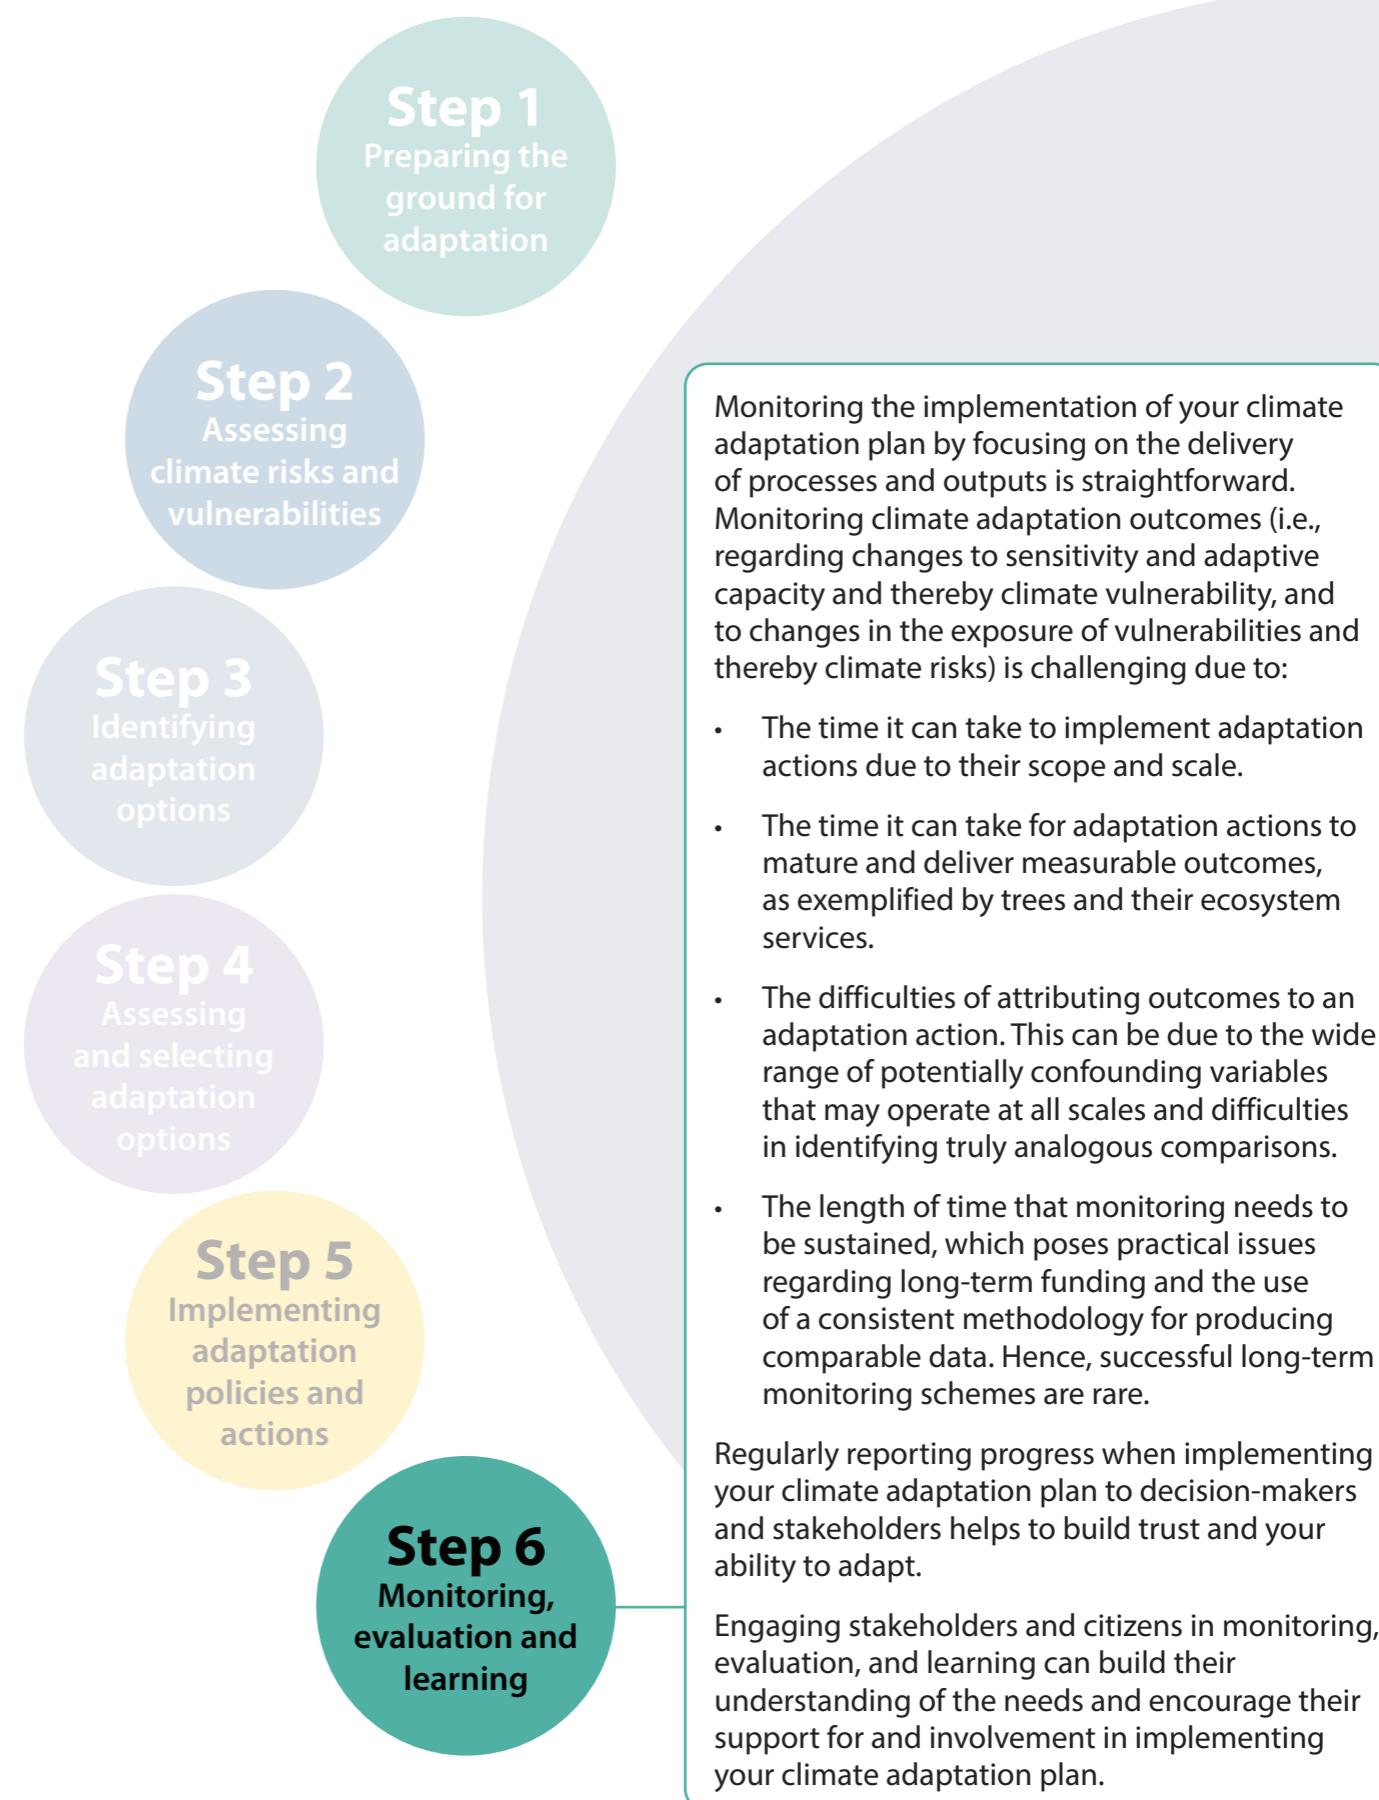 Step 1
Preparing the
ground for
adaptation
Step 2
Assessing
climate risks and
vulnerabilities
Step 3
Identifying
adaptation
options
Step 4
Assessing
and selecting
adaptation
options
Step 5
Implementing
adaptation
policies and
actions
Step 6
Monitoring,
evaluation and
learning
Monitoring the implementation of your climate
adaptation plan by focusing on the delivery
of processes and outputs is straightforward.
Monitoring climate adaptation outcomes (i.e.,
regarding changes to sensitivity and adaptive
capacity and thereby climate vulnerability, and
to changes in the exposure of vulnerabilities and
thereby climate risks) is challenging due to:
• The time it can take to implement adaptation
actions due to their scope and scale.
• The time it can take for adaptation actions to
mature and deliver measurable outcomes,
as exemplified by trees and their ecosystem
services.
• The difficulties of attributing outcomes to an
adaptation action. This can be due to the wide
range of potentially confounding variables
that may operate at all scales and difficulties
in identifying truly analogous comparisons.
• The length of time that monitoring needs to
be sustained, which poses practical issues
regarding long-term funding and the use
of a consistent methodology for producing
comparable data. Hence, successful long-term
monitoring schemes are rare.
Regularly reporting progress when implementing
your climate adaptation plan to decision-makers
and stakeholders helps to build trust and your
ability to adapt.
Engaging stakeholders and citizens in monitoring,
evaluation, and learning can build their
understanding of the needs and encourage their
support for and involvement in implementing
your climate adaptation plan.